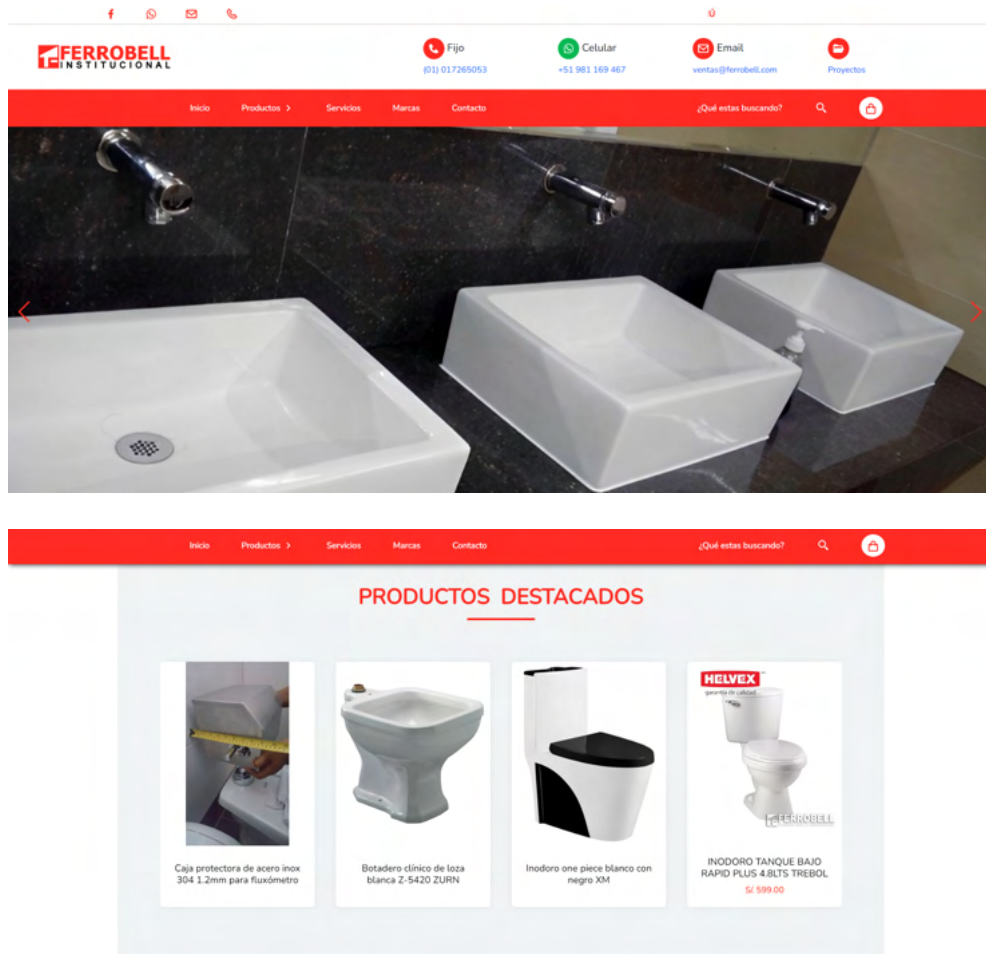 Ú
FERROBELL
INSTITUCIONAL
Fijo
(01) 017265053
Celular
+51 981 169 467
Email
ventas@ferrobell.com
Proyectos
Inicio Productos > Servicios Marcas Contacto ¿Qué estas buscando?
Inicio Productos > Servicios Marcas Contacto ¿Qué estas buscando?
PRODUCTOS DESTACADOS
Caja protectora de acero inox
304 1.2mm para fluxómetro
Botadero clínico de loza
blanca Z-5420 ZURN
Inodoro one piece blanco con
negro XM
HELVEX
garantía de calidad
FERROBELL
INODORO TANQUE BAJO
RAPID PLUS 4.8LTS TREBOL
S/ 599.00